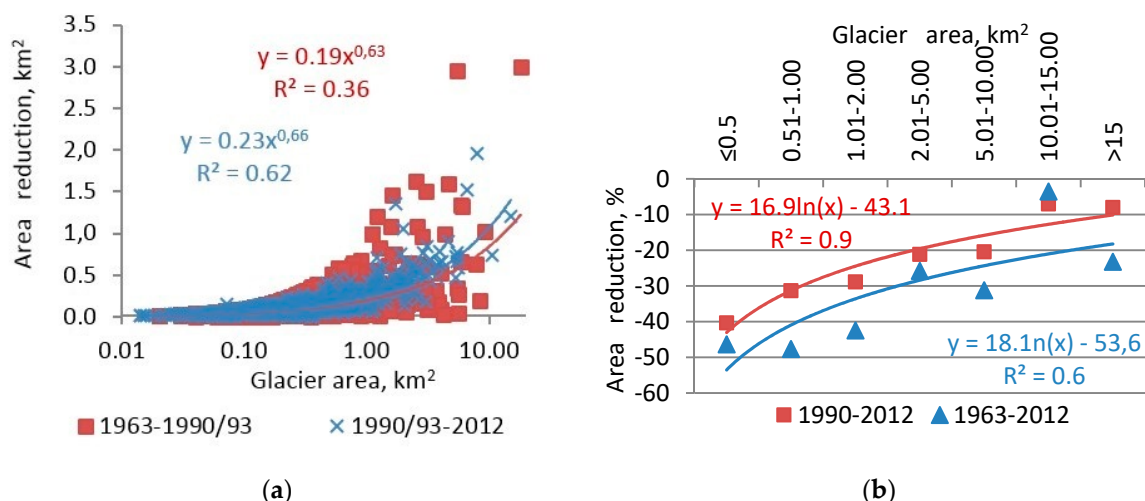 3.0
2.5
2,0
1.5
1,0
0.5
0.0
Area reduction, km²
y = 0.19x^0,63
R² = 0.36
y = 0.23x^0,66
R² = 0.62
0.01
0.10
1.00
10.00
Glacier area, km²
1963-1990/93
1990/93-2012
(a)
Glacier area, km²
≤0.5
0.51-1.00
1.01-2.00
2.01-5.00
5.01-10.00
10.01-15.00
>15
0
-10
-20
-30
-40
-50
-60
Area reduction, %
y = 16.9ln(x) - 43.1
R² = 0.9
y = 18.1n(x) - 53,6
R² = 0.6
1990-2012
1963-2012
(b)